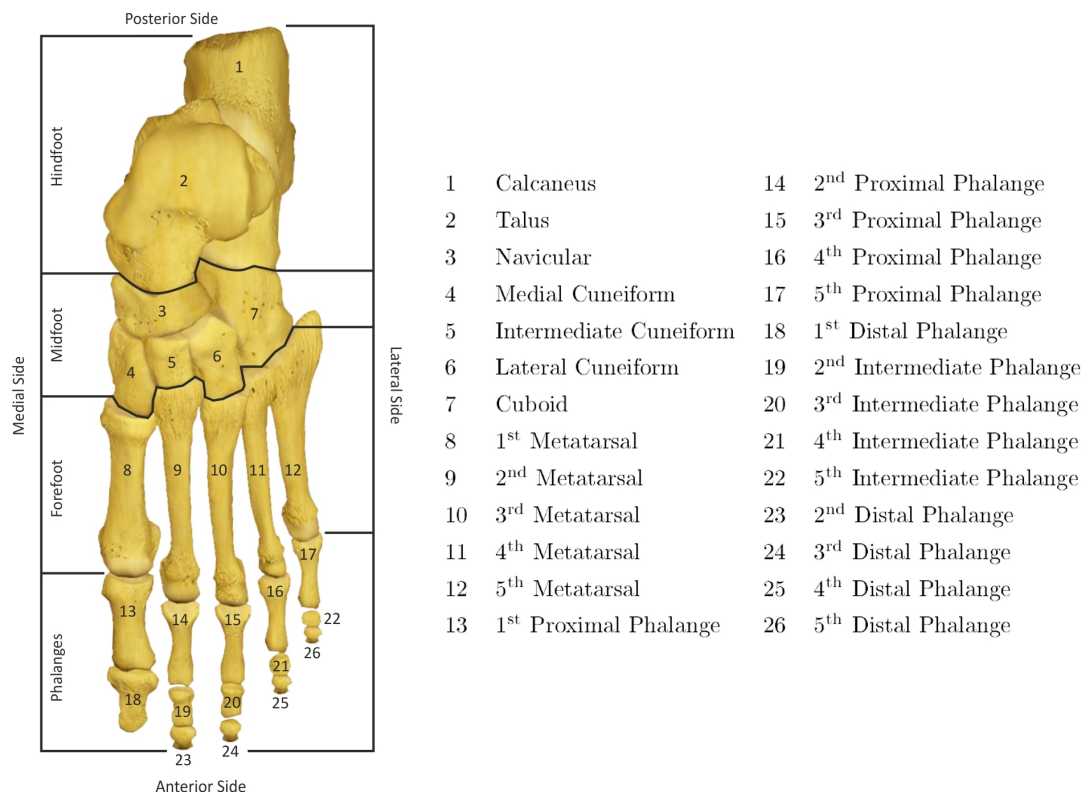 Posterior Side
Hindfoot
Midfoot
Forefoot
Phalanges
Medial Side
Lateral Side
Anterior Side
1
2
3
4
5
6
7
8
9
10
11
12
13
14
15
16
17
18
19
20
21
22
23
24
25
26
1 Calcaneus
2 Talus
3 Navicular
4 Medial Cuneiform
5 Intermediate Cuneiform
6 Lateral Cuneiform
7 Cuboid
8 1st Metatarsal
9 2nd Metatarsal
10 3rd Metatarsal
11 4th Metatarsal
12 5th Metatarsal
13 1st Proximal Phalange
14 2nd Proximal Phalange
15 3rd Proximal Phalange
16 4th Proximal Phalange
17 5th Proximal Phalange
18 1st Distal Phalange
19 2nd Intermediate Phalange
20 3rd Intermediate Phalange
21 4th Intermediate Phalange
22 5th Intermediate Phalange
23 2nd Distal Phalange
24 3rd Distal Phalange
25 4th Distal Phalange
26 5th Distal Phalange